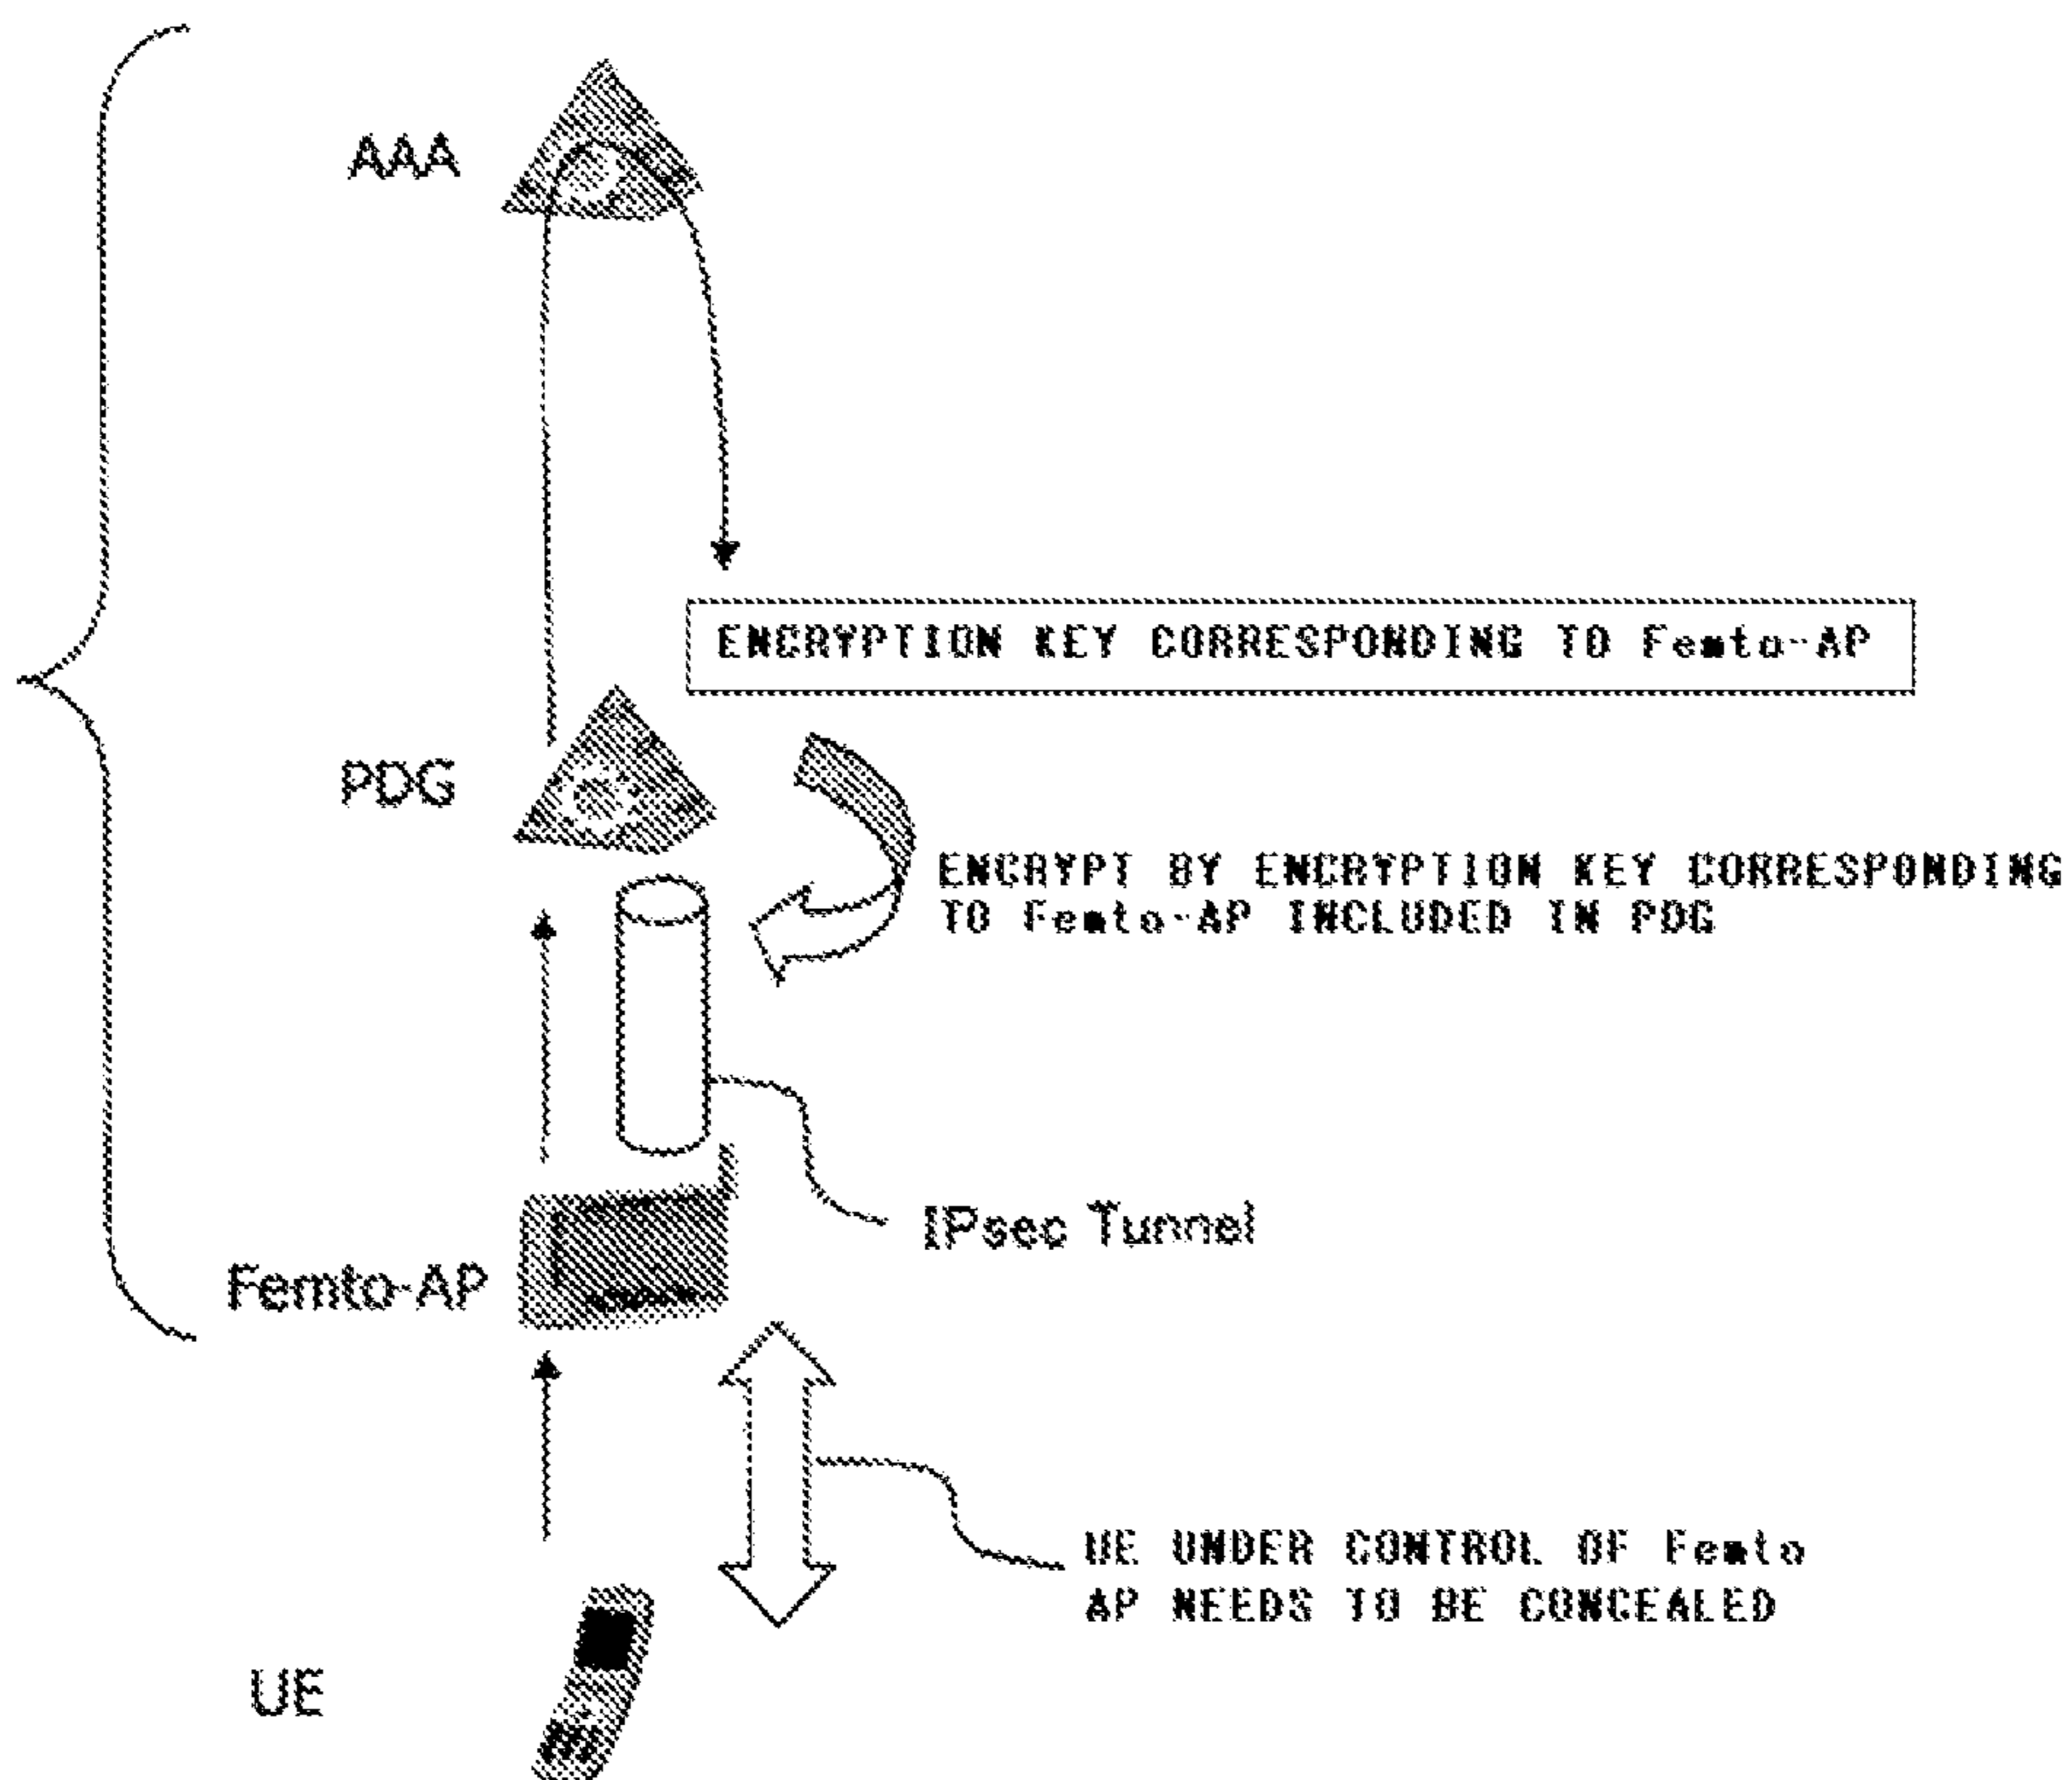 AAA
ENCRYPTION KEY CORRESPONDING TO Femto-AP
PDG
ENCRYPT BY ENCRYPTION KEY CORRESPONDING
TO Femto-AP INCLUDED IN PDG
IPsec Tunnel
Femto-AP
UE UNDER CONTROL OF Femto
AP NEEDS TO BE CONCEALED
UE